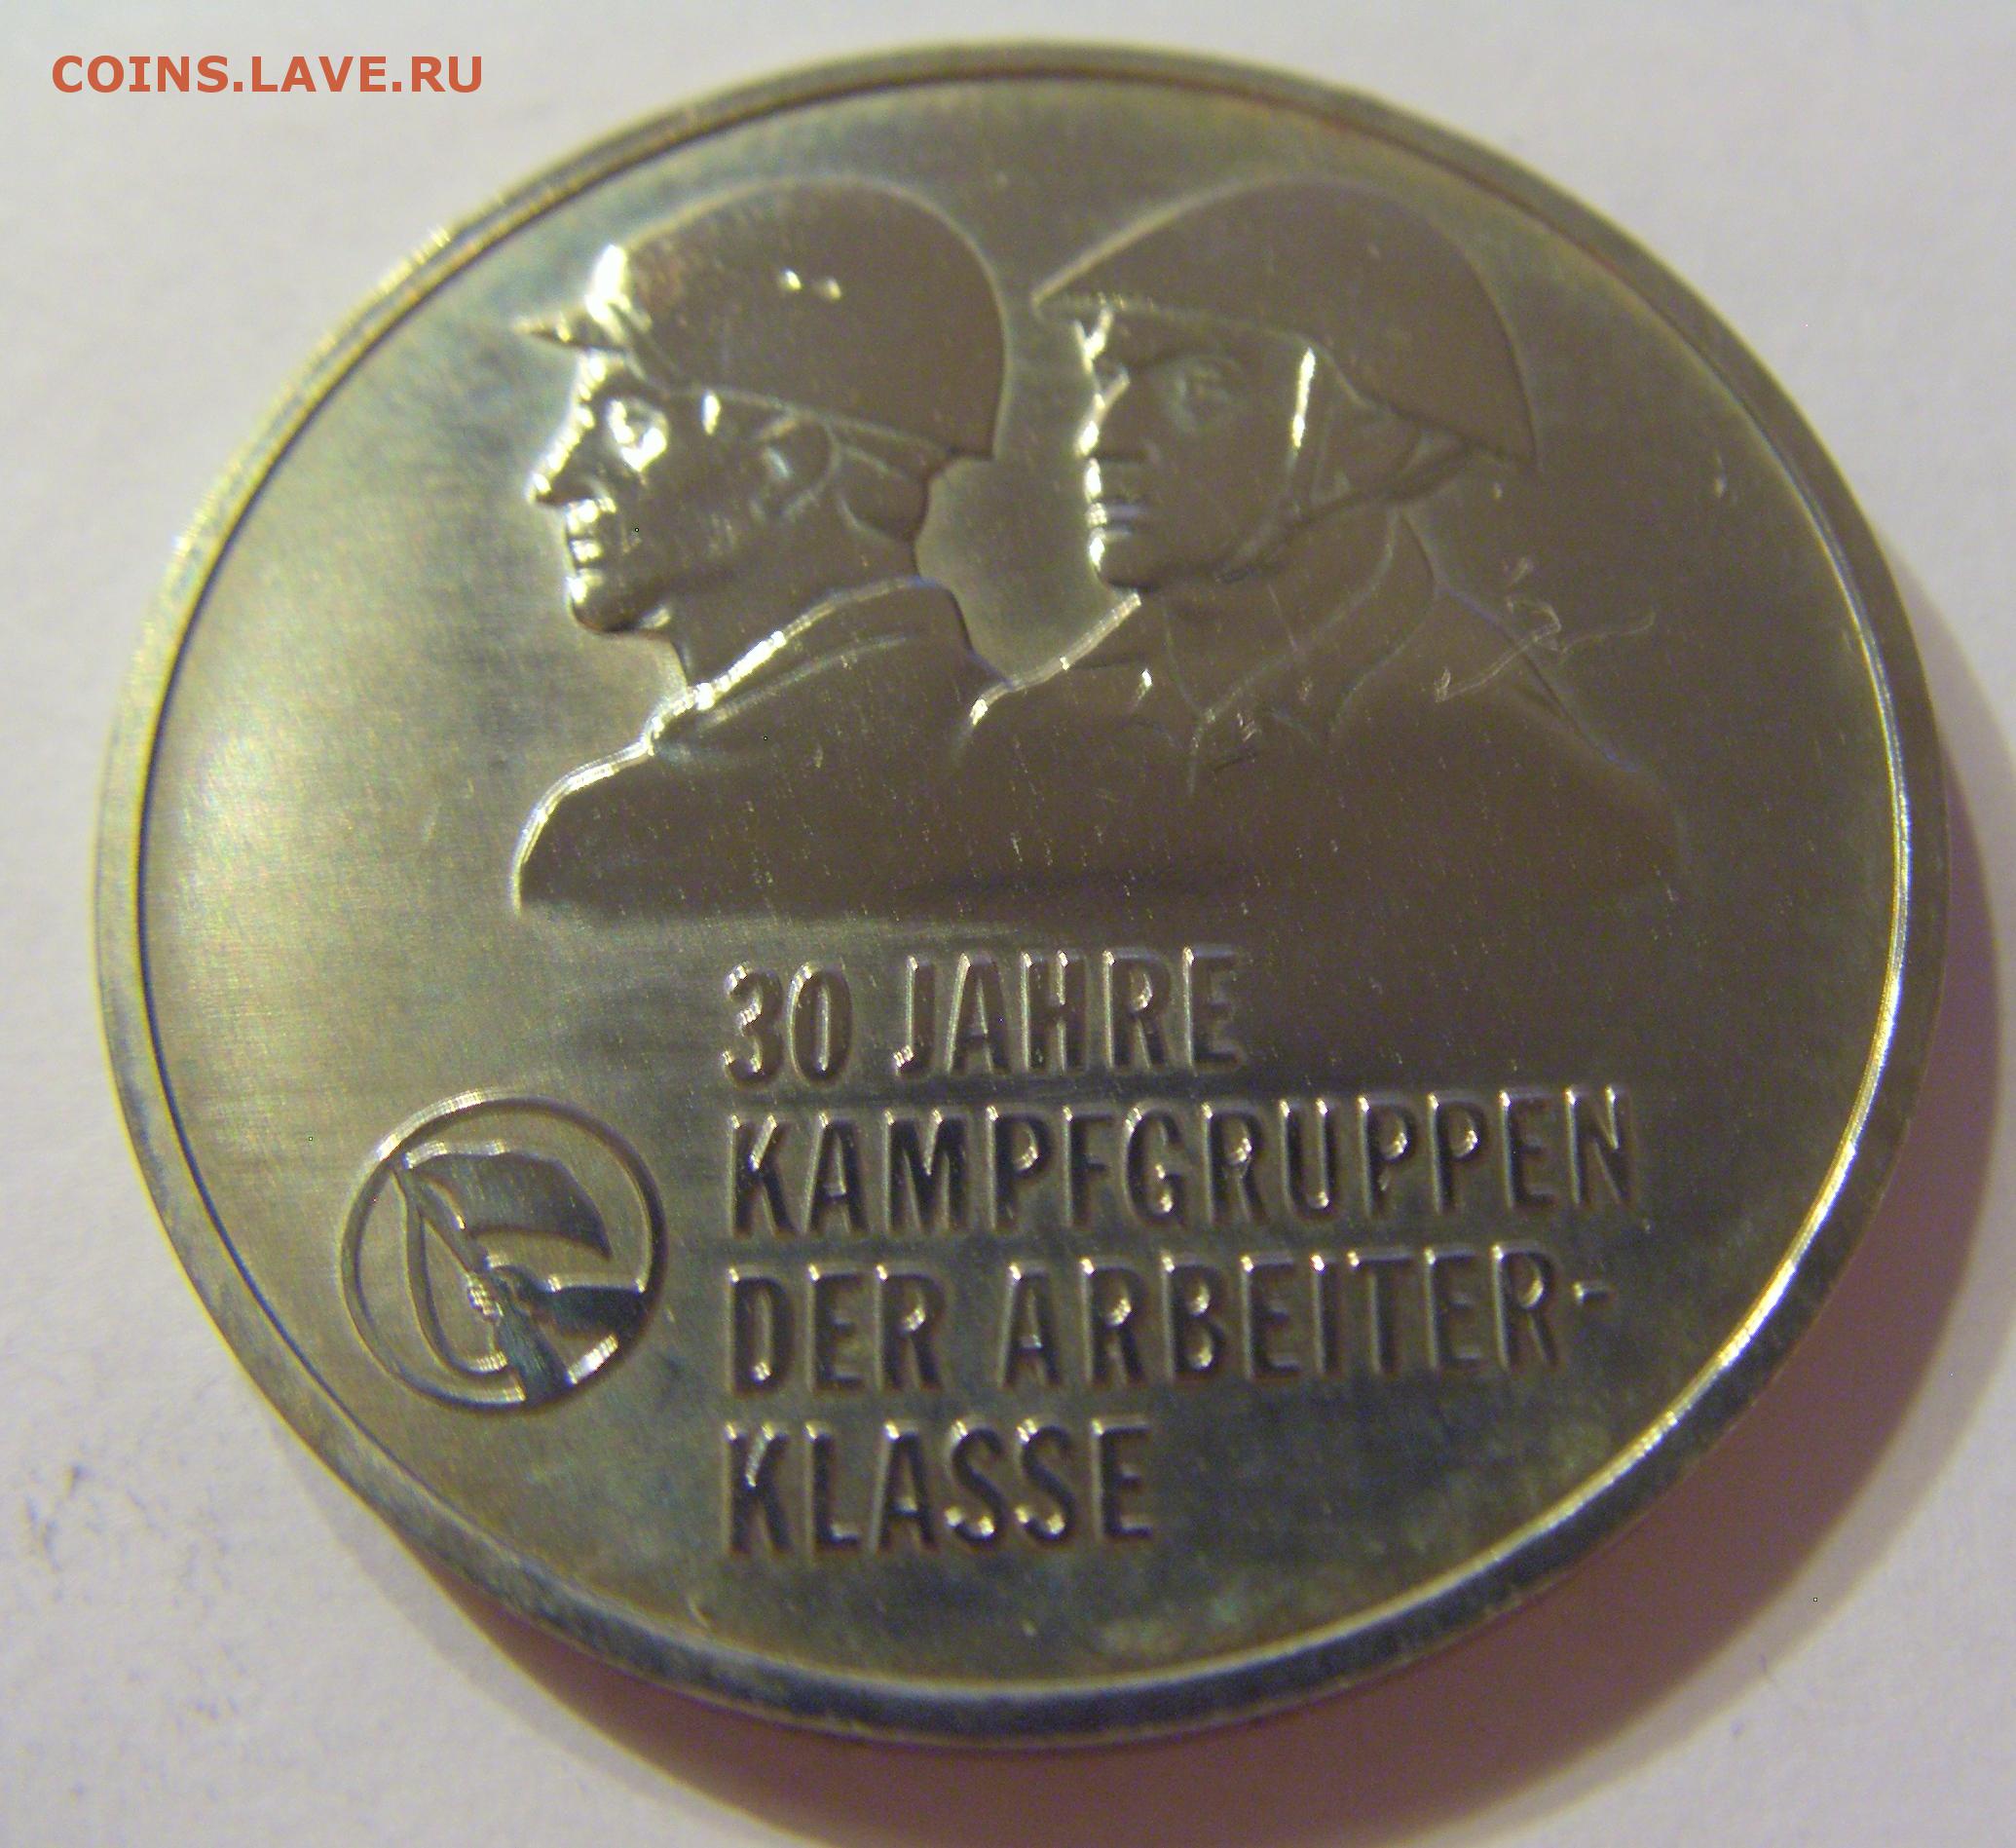 COINS.LAVE.RU
30 JAHRE
KAMPFGRUPPEN
DER ARBEITER-
KLASSE